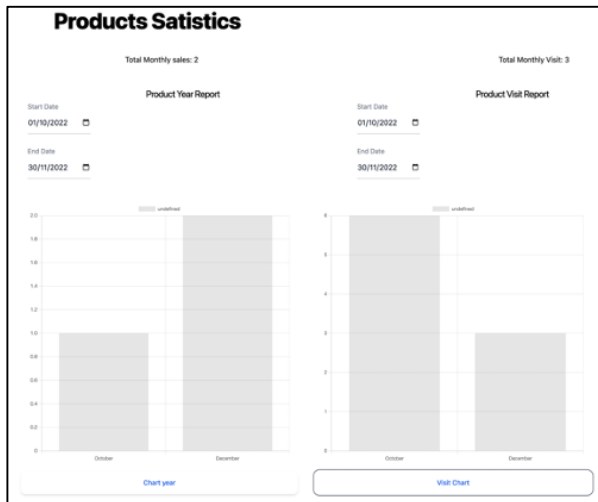 Products Satistics
Total Monthly sales: 2
Total Monthly Visit: 3
Product Year Report
Product Visit Report
Start Date
Start Date
01/10/2022
01/10/2022
End Date
End Date
30/11/2022
30/11/2022
undefined
undefined
2.0
1.8
1.6
1.4
1.2
1.0
0.8
0.6
0.4
0.2
0
October
December
6
5
4
3
2
1
0
October
December
Chart year
Visit Chart